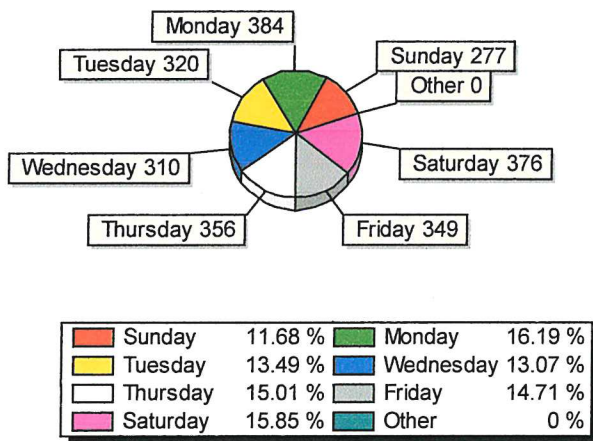 Monday 384
Sunday 277
Tuesday 320
Other 0
Wednesday 310
Saturday 376
Thursday 356
Friday 349
Sunday 11.68 % Monday 16.19 %
Tuesday 13.49 % Wednesday 13.07 %
Thursday 15.01 % Friday 14.71 %
Saturday 15.85 % Other 0 %